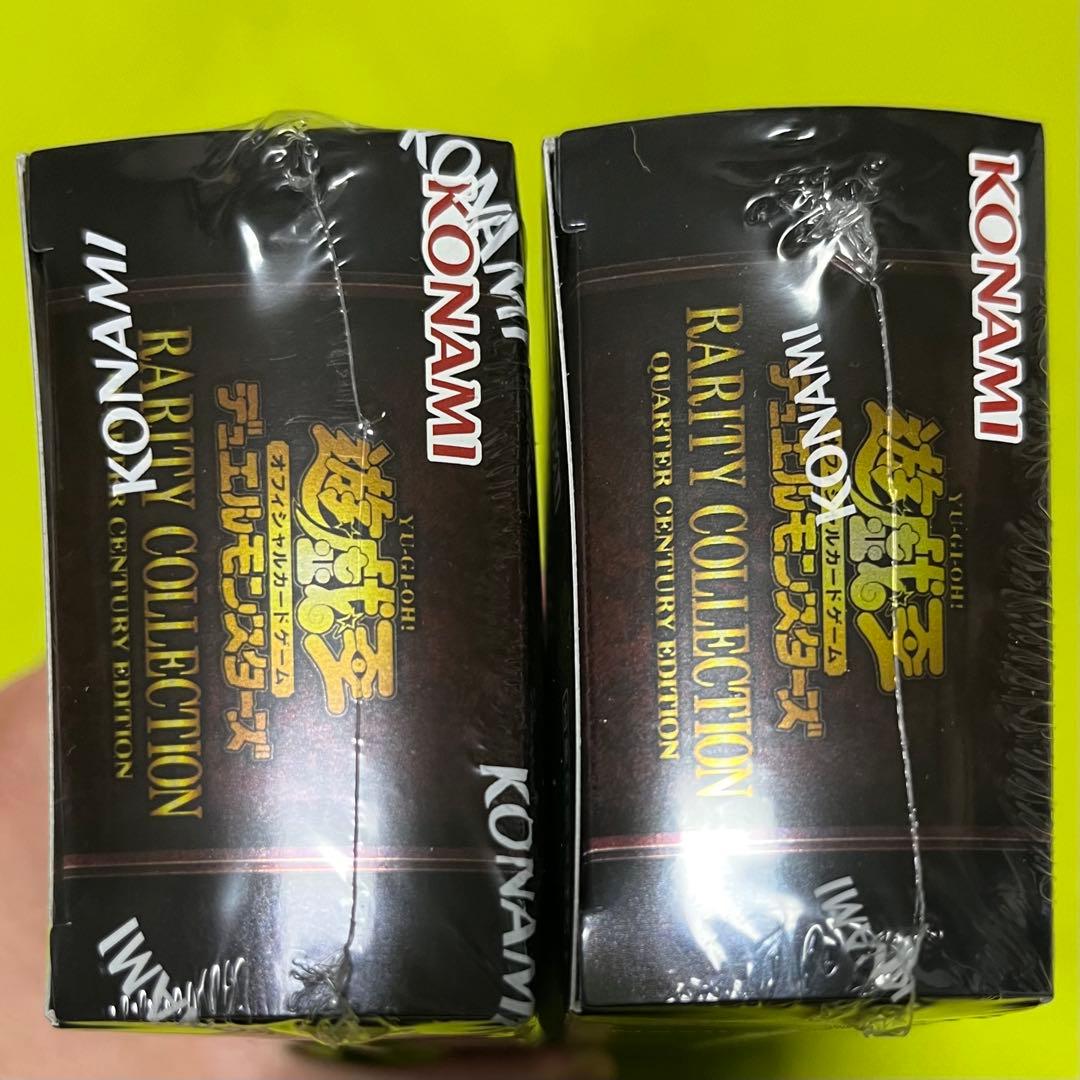 KONAMI
KONAMI
YU-GI-OH!
遊戯王
オフィシャルカードゲーム
デュエルモンスターズ
RARITY COLLECTION
CENTURY EDITION
KONAMI
KONAMI
KONAMI
YU-GI-OH!
遊戯王
デュエルモンスターズ
RARITY COLLECTION
QUARTER CENTURY EDITION
KONAMI